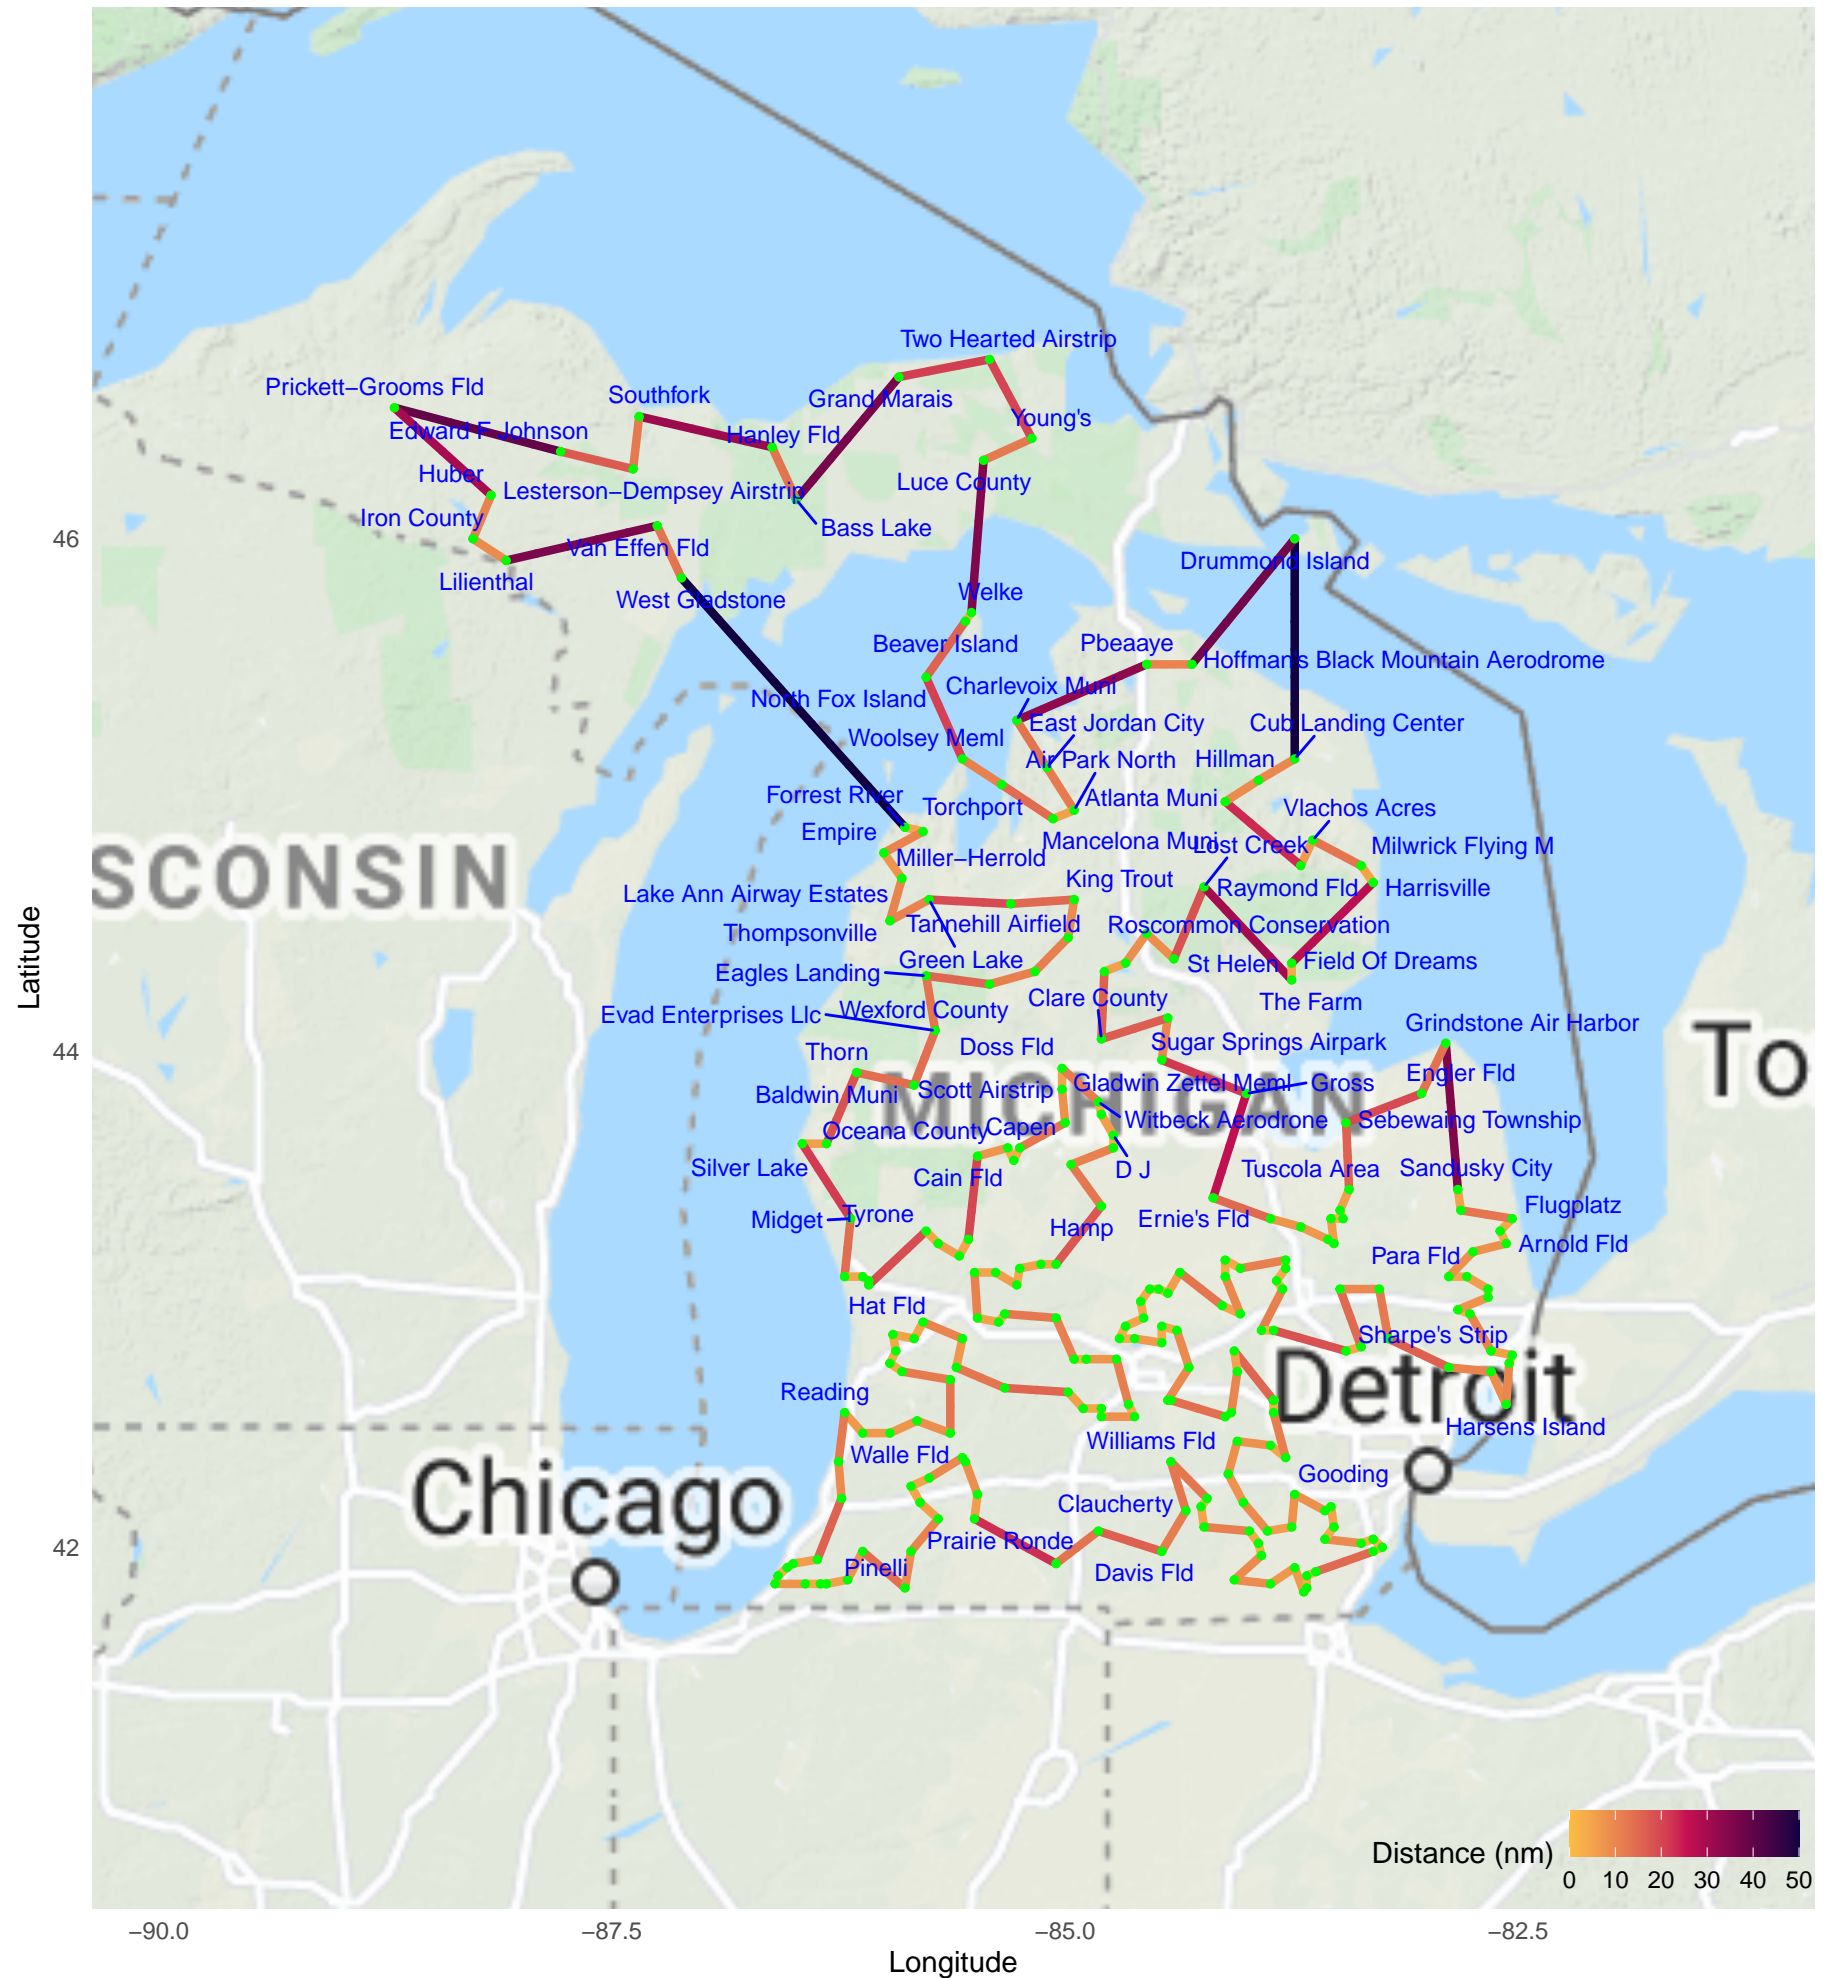 Two Hearted Airstrip
Prickett−Grooms Fld
Southfork
Grand Marais
Young's
Edward F Johnson
Hanley Fld
Huber
Luce County
Lesterson−Dempsey Airstrip
Iron County
Bass Lake
46
Van Effen Fld
Drummond Island
Lilienthal
West Gladstone
Welke
Beaver Island
Pbeaaye
Hoffman's Black Mountain Aerodrome
Charlevoix Muni
North Fox Island
East Jordan City
Cub Landing Center
Woolsey Meml
Air Park North
Hillman
Forrest River
Torchport
Atlanta Muni
Vlachos Acres
Empire
Mancelona Muni
Lost Creek
Milwrick Flying M
SCONSIN
Miller−Herrold
King Trout
Raymond Fld
Harrisville
Lake Ann Airway Estates
Tannehill Airfield
Roscommon Conservation
Thompsonville
Green Lake
St Helen
Field Of Dreams
Eagles Landing
Clare County
The Farm
Evad Enterprises Llc
Wexford County
Grindstone Air Harbor
44
Thorn
Doss Fld
Sugar Springs Airpark
To
Engler Fld
Baldwin Muni
Scott Airstrip
Gladwin Zettel Meml
Gross
MICHIGAN
Oceana County
Capen
Witbeck Aerodrone
Sebewaing Township
Silver Lake
Cain Fld
D J
Tuscola Area
Sandusky City
Midget
Tyrone
Hamp
Ernie's Fld
Flugplatz
Para Fld
Arnold Fld
Hat Fld
Sharpe's Strip
Detroit
Reading
Harsens Island
Walle Fld
Williams Fld
Gooding
Chicago
Claucherty
42
Prairie Ronde
Pinelli
Davis Fld
Latitude
Distance (nm)
0 10 20 30 40 50
−90.0 −87.5 −85.0 −82.5
Longitude